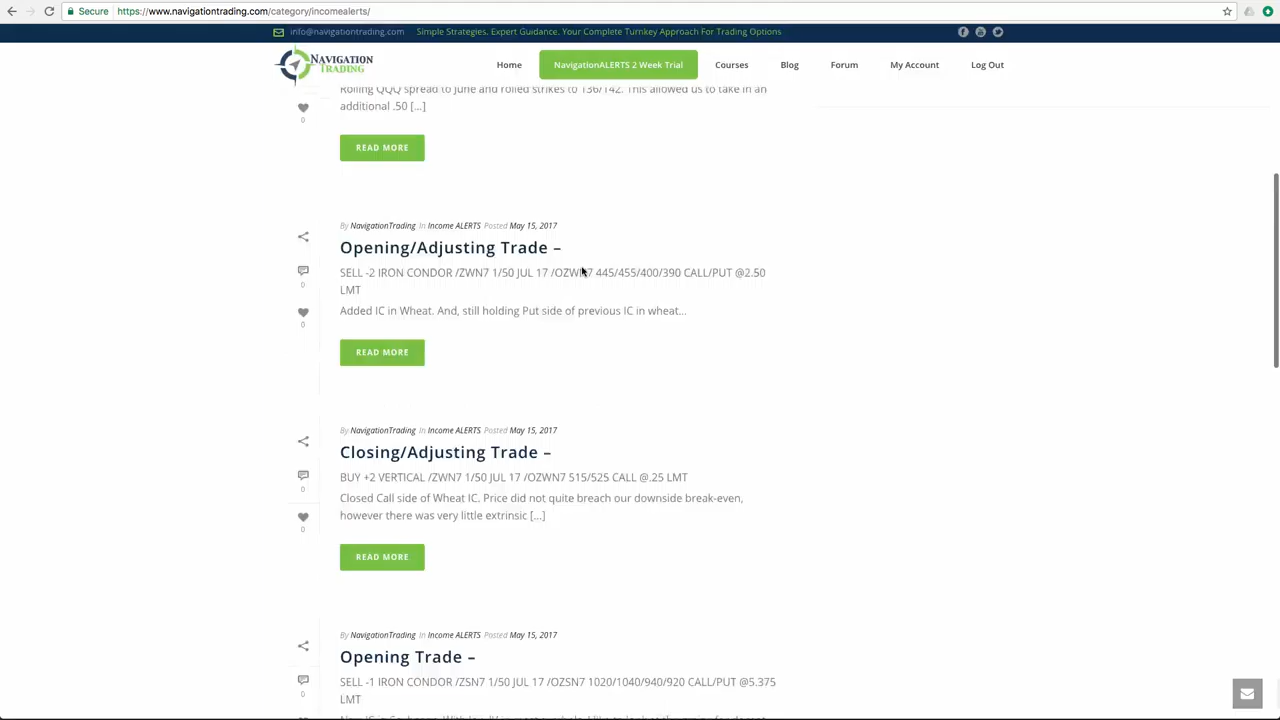 Secure https://www.navigationtrading.com/category/incomealerts/
info@navigationtrading.com Simple Strategies. Expert Guidance. Your Complete Turnkey Approach For Trading Options
NAVIGATION TRADING
Home NavigationALERTS 2 Week Trial Courses Blog Forum My Account Log Out
Rolling QQQ spread to June and rolled strikes to 136/142. This allowed us to take in an
additional .50 [...]
0
READ MORE
By NavigationTrading In Income ALERTS Posted May 15, 2017
Opening/Adjusting Trade –
SELL -2 IRON CONDOR /ZWN7 1/50 JUL 17 /OZWN7 445/455/400/390 CALL/PUT @2.50
LMT
0
Added IC in Wheat. And, still holding Put side of previous IC in wheat...
0
READ MORE
By NavigationTrading In Income ALERTS Posted May 15, 2017
Closing/Adjusting Trade –
BUY +2 VERTICAL /ZWN7 1/50 JUL 17 /OZWN7 515/525 CALL @.25 LMT
0
Closed Call side of Wheat IC. Price did not quite breach our downside break-even,
however there was very little extrinsic [...]
0
READ MORE
By NavigationTrading In Income ALERTS Posted May 15, 2017
Opening Trade –
SELL -1 IRON CONDOR /ZSN7 1/50 JUL 17 /OZSN7 1020/1040/940/920 CALL/PUT @5.375
LMT
0